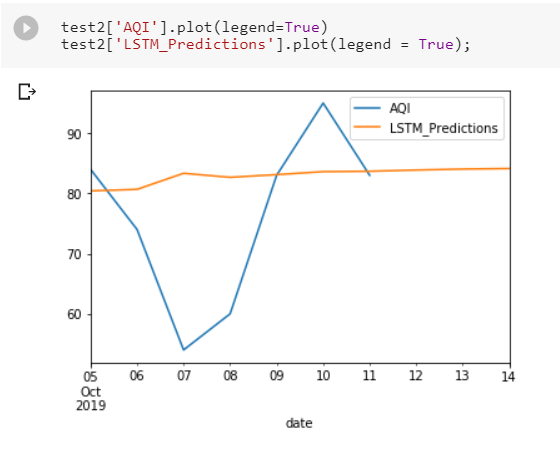 test2['AQI'].plot(legend=True)
test2['LSTM_Predictions'].plot(legend = True);
AQI
LSTM_Predictions
90
80
70
60
05 06 07 08 09 10 11 12 13 14
Oct
2019
date